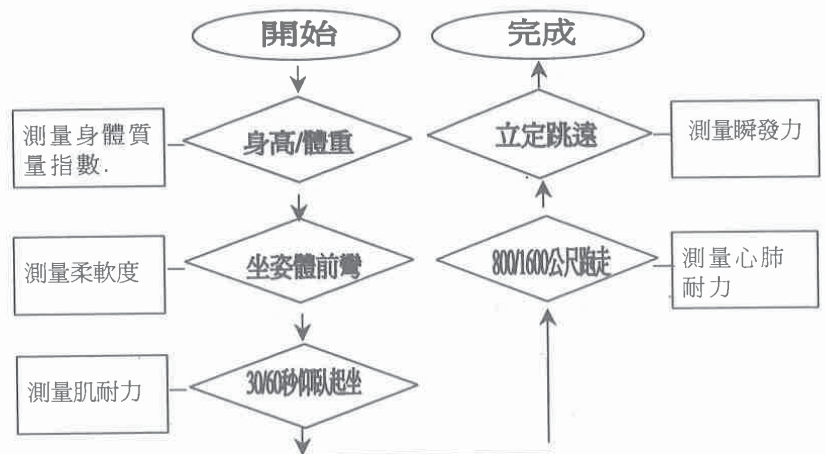 開始
測量身體質
量指數.
身高/體重
測量柔軟度
坐姿體前彎
測量肌耐力
30/60秒仰臥起坐
800/1600公尺跑走
測量心肺
耐力
立定跳遠
測量瞬發力
完成